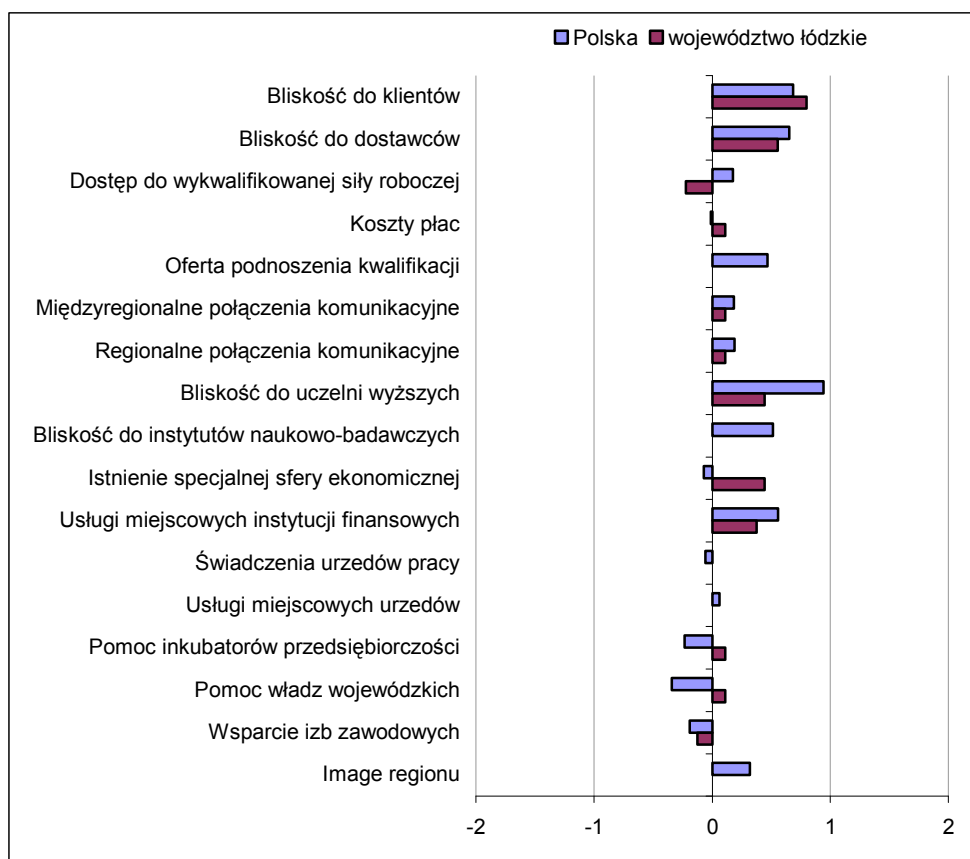 Polska województwo łódzkie
Bliskość do klientów
Bliskość do dostawców
Dostęp do wykwalifikowanej siły roboczej
Koszty płac
Oferta podnoszenia kwalifikacji
Międzyregionalne połączenia komunikacyjne
Regionalne połączenia komunikacyjne
Bliskość do uczelni wyższych
Bliskość do instytutów naukowo-badawczych
Istnienie specjalnej sfery ekonomicznej
Usługi miejscowych instytucji finansowych
Świadczenia urzedów pracy
Usługi miejscowych urzedów
Pomoc inkubatorów przedsiębiorczości
Pomoc władz wojewódzkich
Wsparcie izb zawodowych
Image regionu
-2 -1 0 1 2